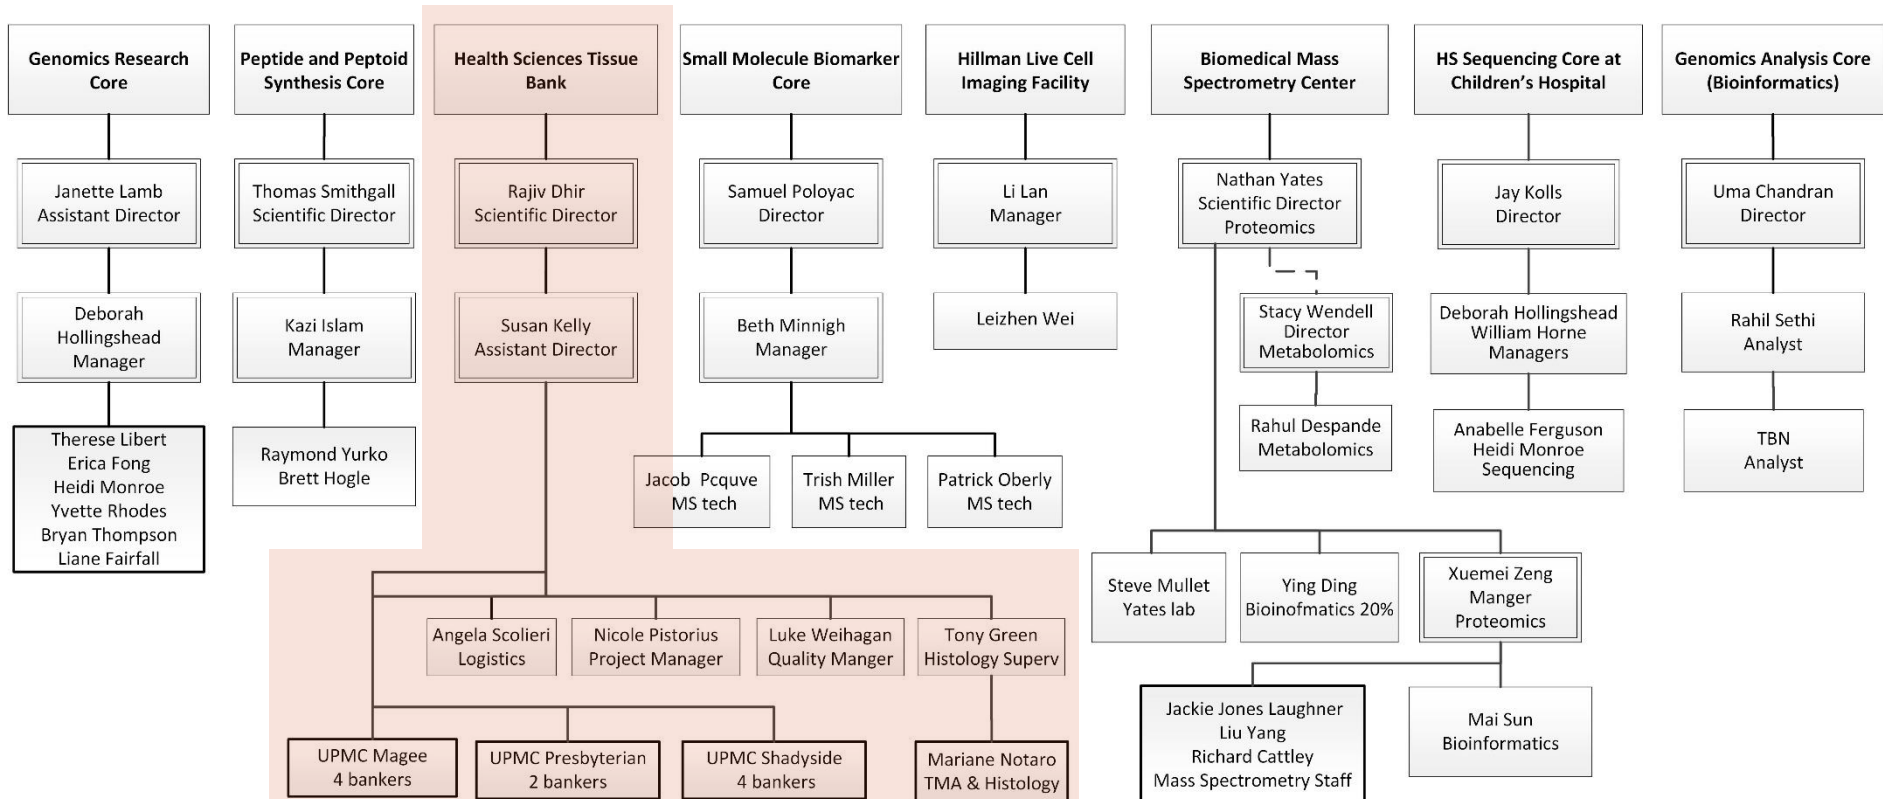 Genomics Research
Core
Janette Lamb
Assistant Director
Deborah
Hollingshead
Manager
Therese Libert
Erica Fong
Heidi Monroe
Yvette Rhodes
Bryan Thompson
Liane Fairfall
Peptide and Peptoid
Synthesis Core
Thomas Smithgall
Scientific Director
Kazi Islam
Manager
Raymond Yurko
Brett Hogle
Health Sciences Tissue
Bank
Rajiv Dhir
Scientific Director
Susan Kelly
Assistant Director
Angela Scolieri
Logistics
Nicole Pistorius
Project Manager
Luke Weihagan
Quality Manger
Tony Green
Histology Superv
UPMC Magee
4 bankers
UPMC Presbyterian
2 bankers
UPMC Shadyside
4 bankers
Mariane Notaro
TMA & Histology
Small Molecule Biomarker
Core
Samuel Poloyac
Director
Beth Minnigh
Manager
Jacob Pcquve
MS tech
Trish Miller
MS tech
Patrick Oberly
MS tech
Hillman Live Cell
Imaging Facility
Li Lan
Manager
Leizhen Wei
Biomedical Mass
Spectrometry Center
Nathan Yates
Scientific Director
Proteomics
Stacy Wendell
Director
Metabolomics
Rahul Despande
Metabolomics
Steve Mullet
Yates lab
Ying Ding
Bioinofmatics 20%
Xuemei Zeng
Manger
Proteomics
Jackie Jones Laughner
Liu Yang
Richard Cattley
Mass Spectrometry Staff
Mai Sun
Bioinformatics
HS Sequencing Core at
Children's Hospital
Jay Kolls
Director
Deborah Hollingshead
William Horne
Managers
Anabelle Ferguson
Heidi Monroe
Sequencing
Genomics Analysis Core
(Bioinformatics)
Uma Chandran
Director
Rahil Sethi
Analyst
TBN
Analyst